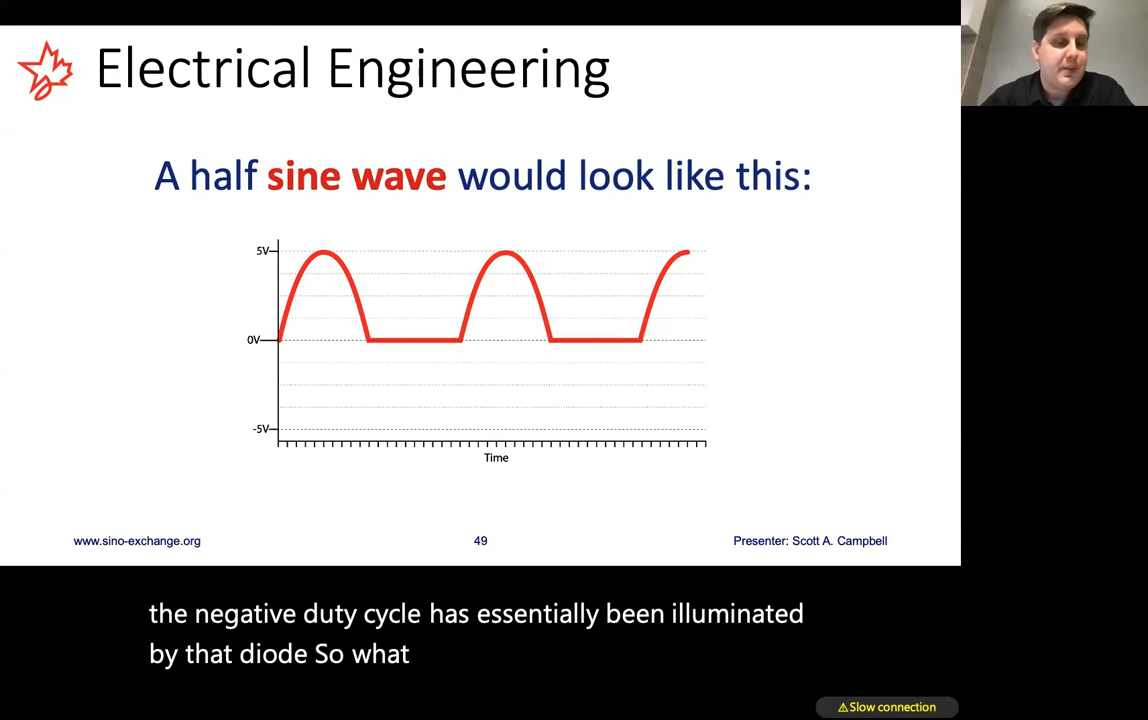 Electrical Engineering
A half sine wave would look like this:
5V
0V
-5V
Time
www.sino-exchange.org
49
Presenter: Scott A. Campbell
the negative duty cycle has essentially been illuminated
by that diode So what
⚠Slow connection